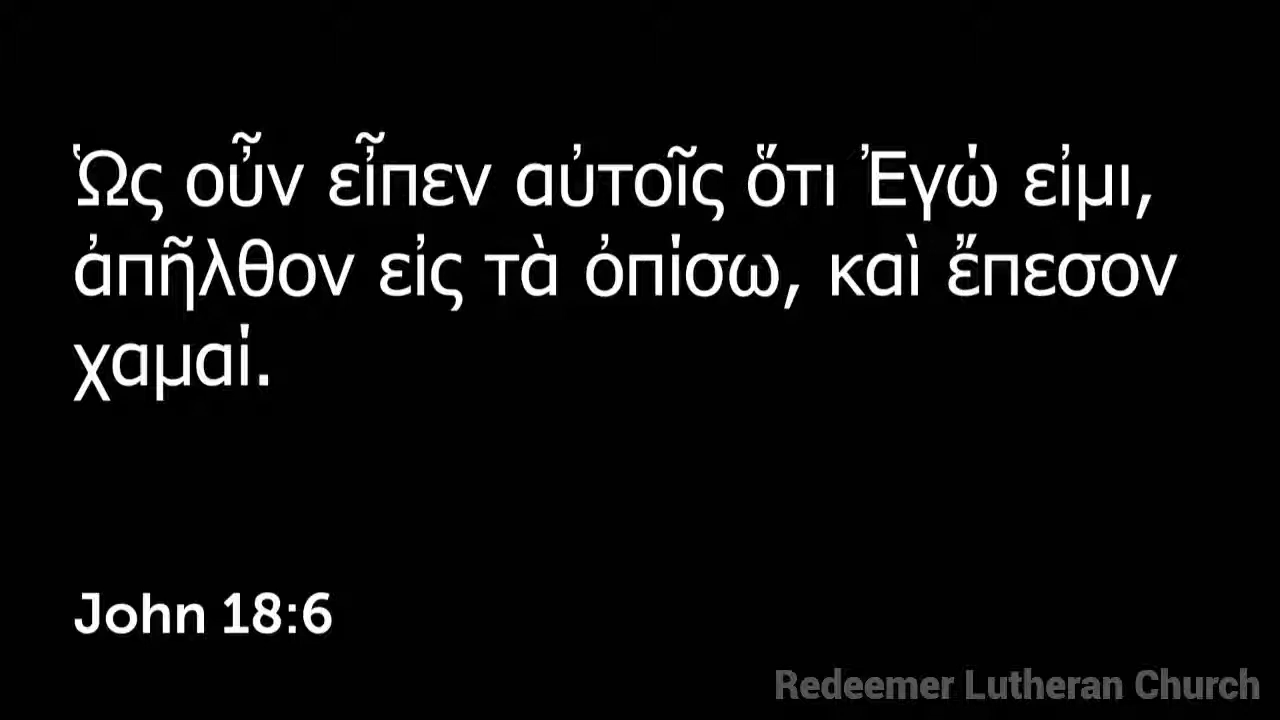 Ὡς οὖν εἶπεν αὐτοῖς ὅτι Ἐγώ εἰμι,
ἀπῆλθον εἰς τὰ ὀπίσω, καὶ ἔπεσον
χαμαί.
John 18:6
Redeemer Lutheran Church